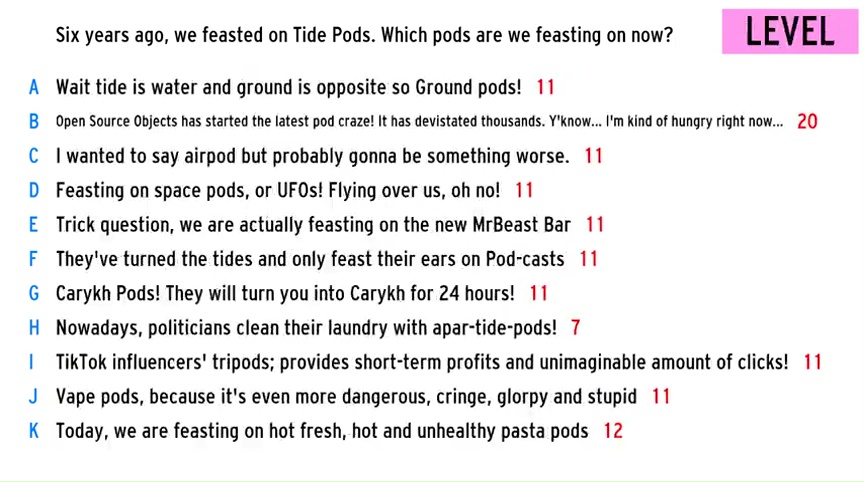 Six years ago, we feasted on Tide Pods. Which pods are we feasting on now?
LEVEL
A Wait tide is water and ground is opposite so Ground pods! 11
B Open Source Objects has started the latest pod craze! It has devistated thousands. Y'know... I'm kind of hungry right now... 20
C I wanted to say airpod but probably gonna be something worse. 11
D Feasting on space pods, or UFOs! Flying over us, oh no! 11
E Trick question, we are actually feasting on the new MrBeast Bar 11
F They've turned the tides and only feast their ears on Pod-casts 11
G Carykh Pods! They will turn you into Carykh for 24 hours! 11
H Nowadays, politicians clean their laundry with apar-tide-pods! 7
I TikTok influencers' tripods; provides short-term profits and unimaginable amount of clicks! 11
J Vape pods, because it's even more dangerous, cringe, glorpy and stupid 11
K Today, we are feasting on hot fresh, hot and unhealthy pasta pods 12